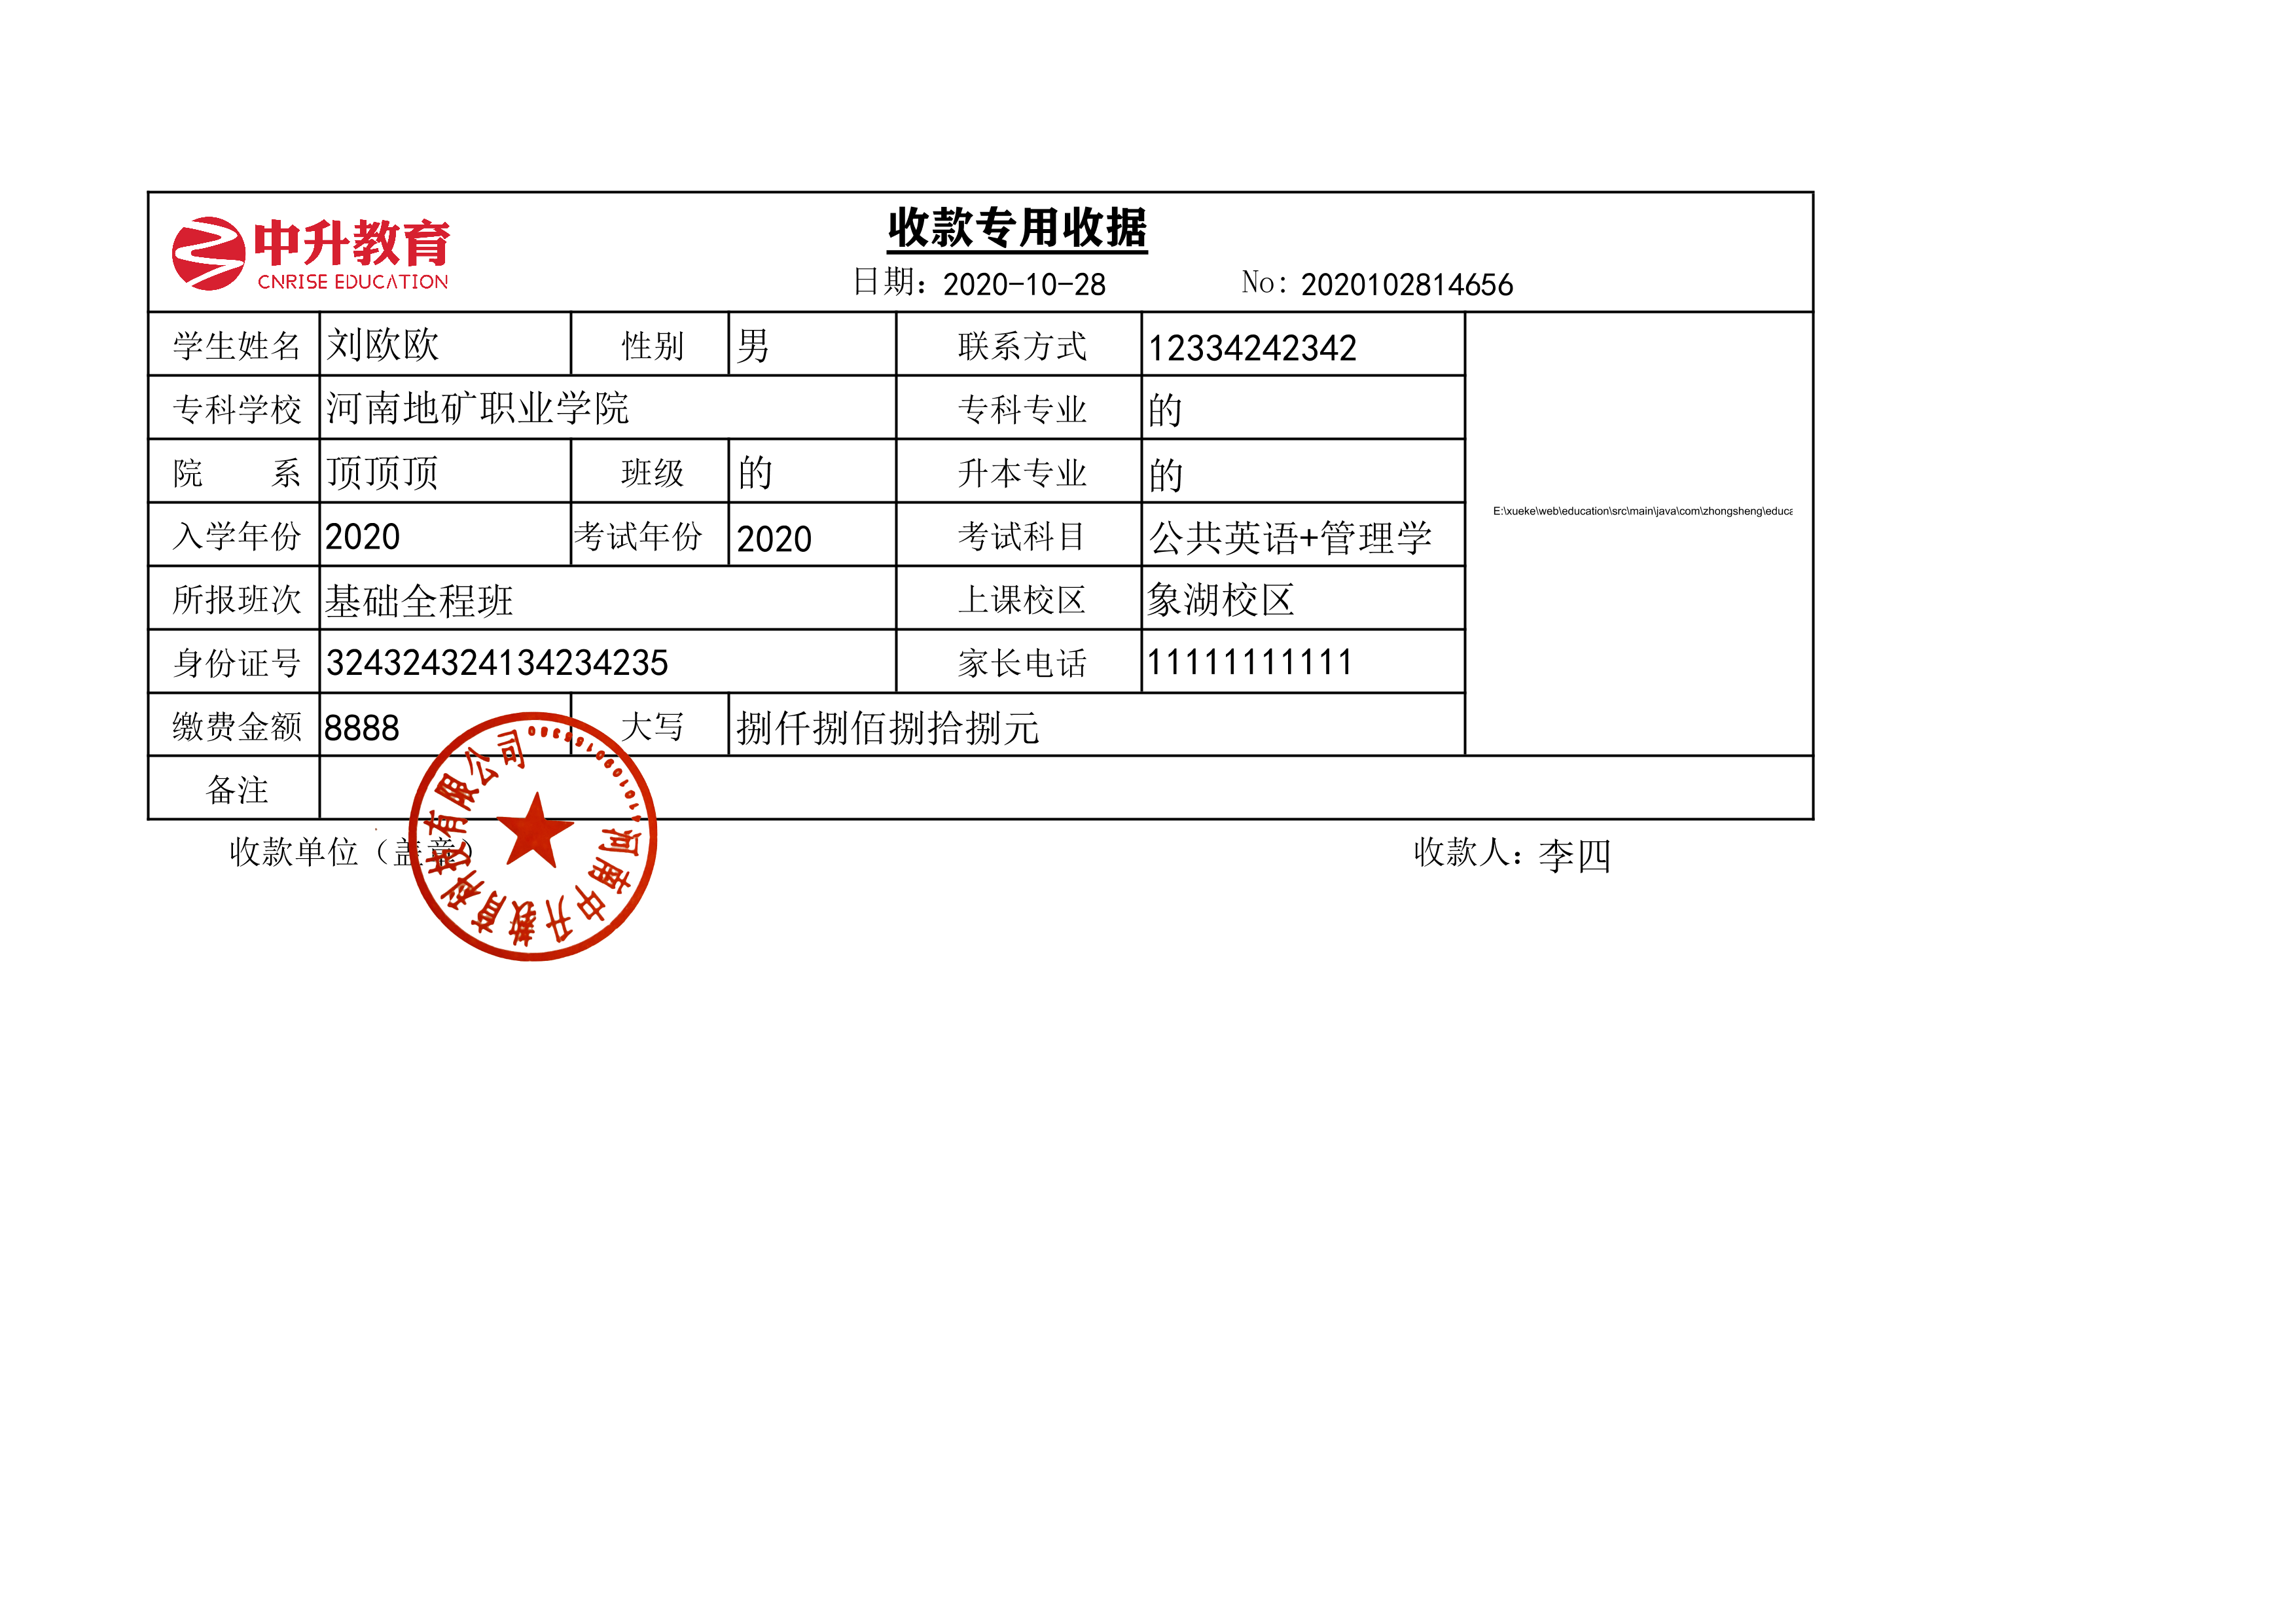 中升教育
CNRISE EDUCATION
收款专用收据
日期：2020-10-28 No：2020102814656
学生姓名 刘欧欧 性别 男 联系方式 12334242342
专科学校 河南地矿职业学院 专科专业 的
院 系 顶顶顶 班级 的 升本专业 的
E:\xueke\web\education\src\main\java\com\zhongsheng\educa
入学年份 2020 考试年份 2020 考试科目 公共英语+管理学
所报班次 基础全程班 上课校区 象湖校区
身份证号 324324324134234235 家长电话 11111111111
缴费金额 8888 大写 捌仟捌佰捌拾捌元
备注
收款单位（盖章） 收款人：李四
河南中升教育科技有限公司